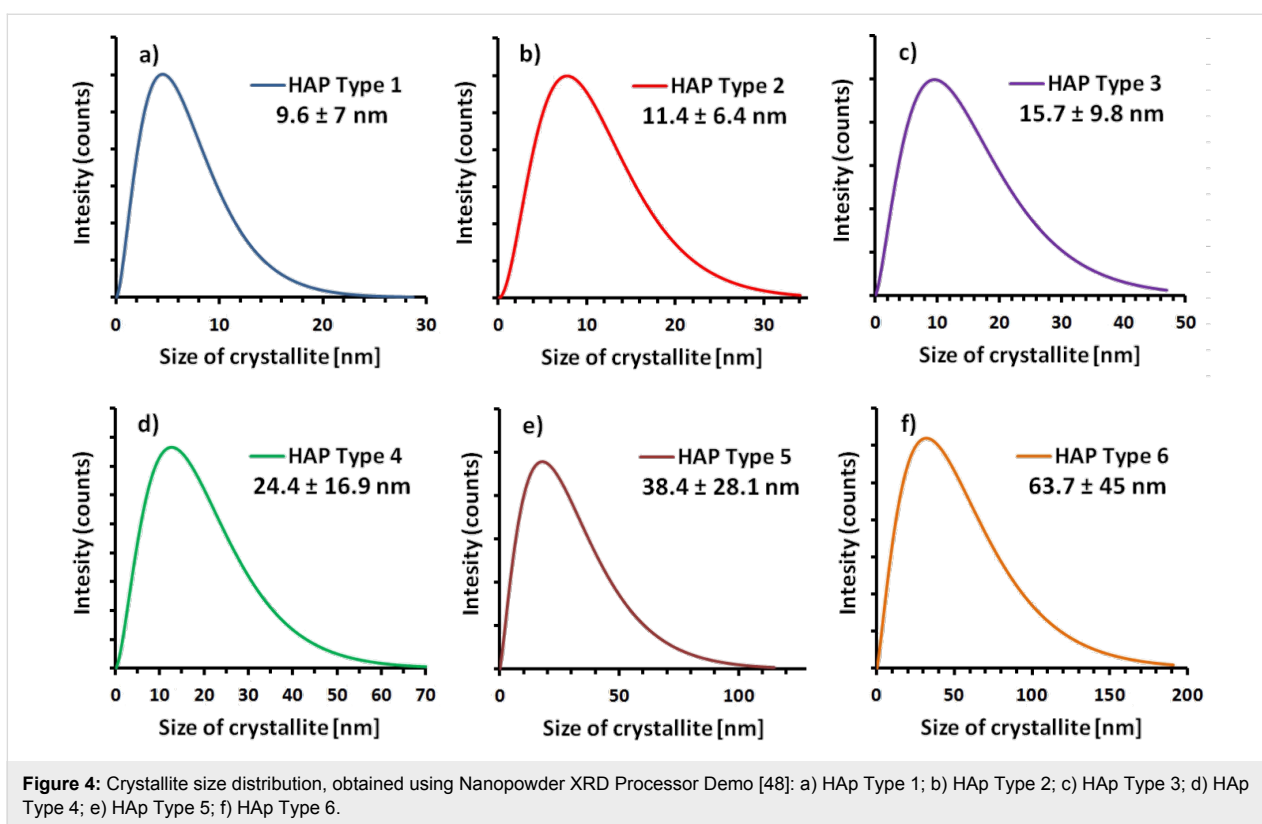 a)
HAP Type 1
9.6 ± 7 nm
Intesity (counts)
0 10 20 30
Size of crystallite [nm]
b)
HAP Type 2
11.4 ± 6.4 nm
Intesity (counts)
0 10 20 30
Size of crystallite [nm]
c)
HAP Type 3
15.7 ± 9.8 nm
Intesity (counts)
0 10 20 30 40 50
Size of crystallite [nm]
d)
HAP Type 4
24.4 ± 16.9 nm
Intesity (counts)
0 10 20 30 40 50 60 70
Size of crystallite [nm]
e)
HAP Type 5
38.4 ± 28.1 nm
Intesity (counts)
0 50 100
Size of crystallite [nm]
f)
HAP Type 6
63.7 ± 45 nm
Intesity (counts)
0 50 100 150 200
Size of crystallite [nm]
Figure 4: Crystallite size distribution, obtained using Nanopowder XRD Processor Demo [48]: a) HAp Type 1; b) HAp Type 2; c) HAp Type 3; d) HAp
Type 4; e) HAp Type 5; f) HAp Type 6.